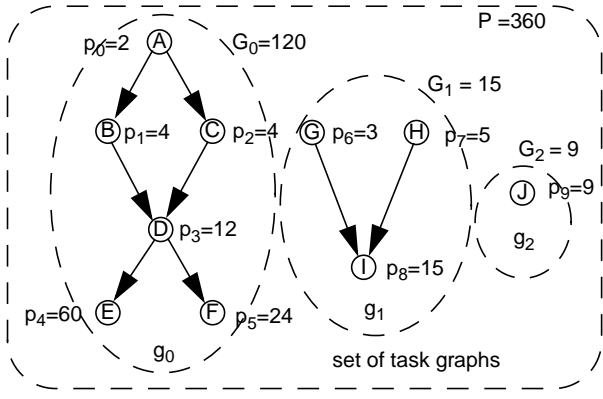 P =360
p0=2
A
G0=120
G1 = 15
B
p1=4
C
p2=4
G
p6=3
H
p7=5
G2 = 9
J
p9=9
D
p3=12
g2
I
p8=15
p4=60
E
F
p5=24
g1
g0
set of task graphs